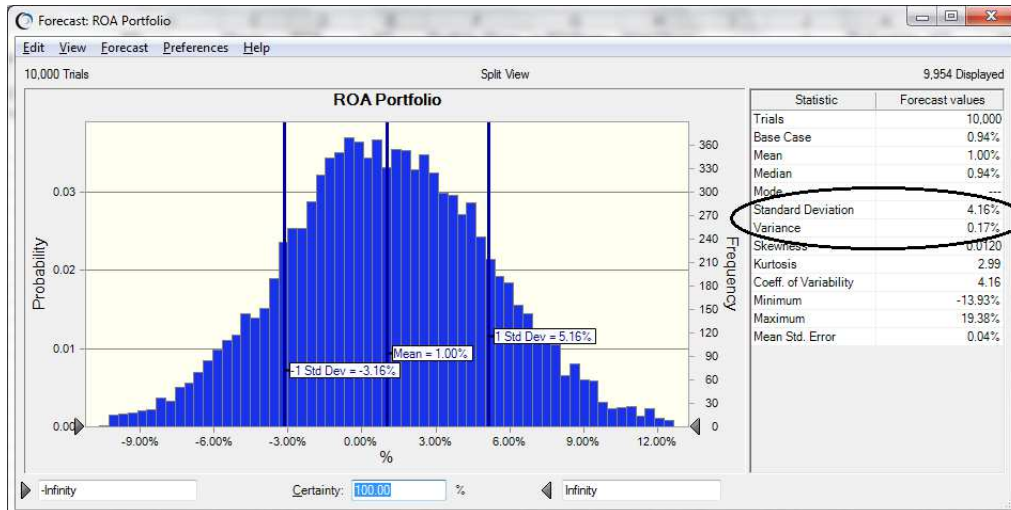 Forecast: ROA Portfolio
Edit View Forecast Preferences Help
10,000 Trials Split View 9,954 Displayed
ROA Portfolio
Probability
0.03
0.02
0.01
0.00
360
330
300
270
240
210
180
150
120
90
60
30
0
Frequency
-1 Std Dev = -3.16%
Mean = 1.00%
1 Std Dev = 5.16%
-9.00% -6.00% -3.00% 0.00% 3.00% 6.00% 9.00% 12.00%
%
Statistic Forecast values
Trials 10,000
Base Case 0.94%
Mean 1.00%
Median 0.94%
Mode ---
Standard Deviation 4.16%
Variance 0.17%
Skewness 0.0120
Kurtosis 2.99
Coeff. of Variability 4.16
Minimum -13.93%
Maximum 19.38%
Mean Std. Error 0.04%
-Infinity Certainty: 100.00 % Infinity